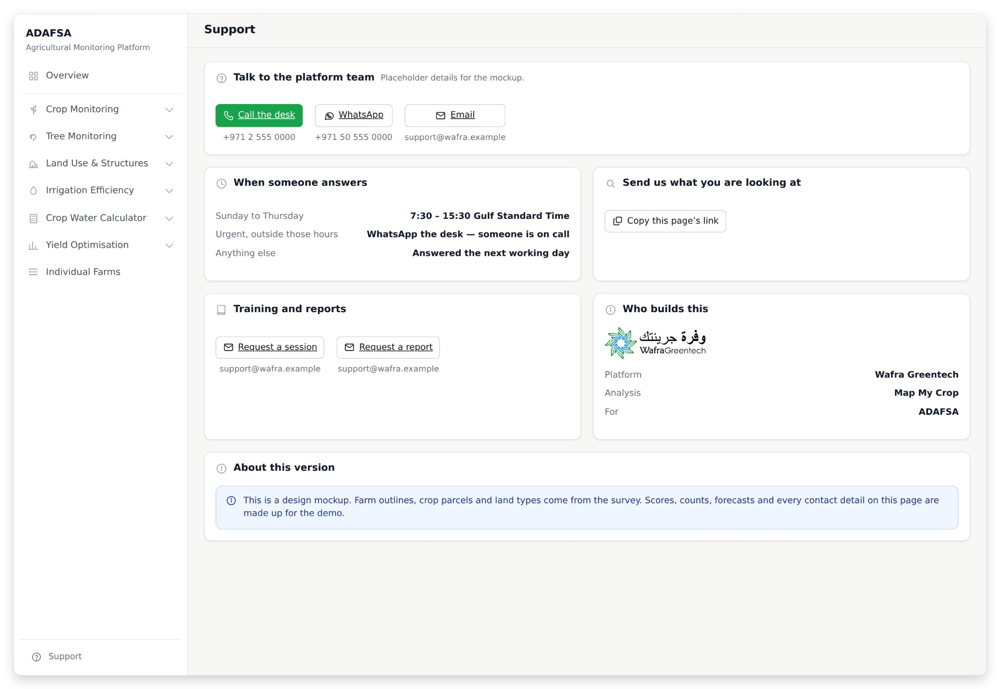 ADAFSA
Agricultural Monitoring Platform
Overview
Crop Monitoring
Tree Monitoring
Land Use & Structures
Irrigation Efficiency
Crop Water Calculator
Yield Optimisation
Individual Farms
Support
Support
Talk to the platform team Placeholder details for the mockup.
Call the desk WhatsApp Email
+971 2 555 0000 +971 50 555 0000 support@wafra.example
When someone answers
Sunday to Thursday 7:30 – 15:30 Gulf Standard Time
Urgent, outside those hours WhatsApp the desk — someone is on call
Anything else Answered the next working day
Send us what you are looking at
Copy this page’s link
Training and reports
Request a session Request a report
support@wafra.example support@wafra.example
Who builds this
وفرة جرينتك
WafraGreentech
Platform Wafra Greentech
Analysis Map My Crop
For ADAFSA
About this version
This is a design mockup. Farm outlines, crop parcels and land types come from the survey. Scores, counts, forecasts and every contact detail on this page are
made up for the demo.